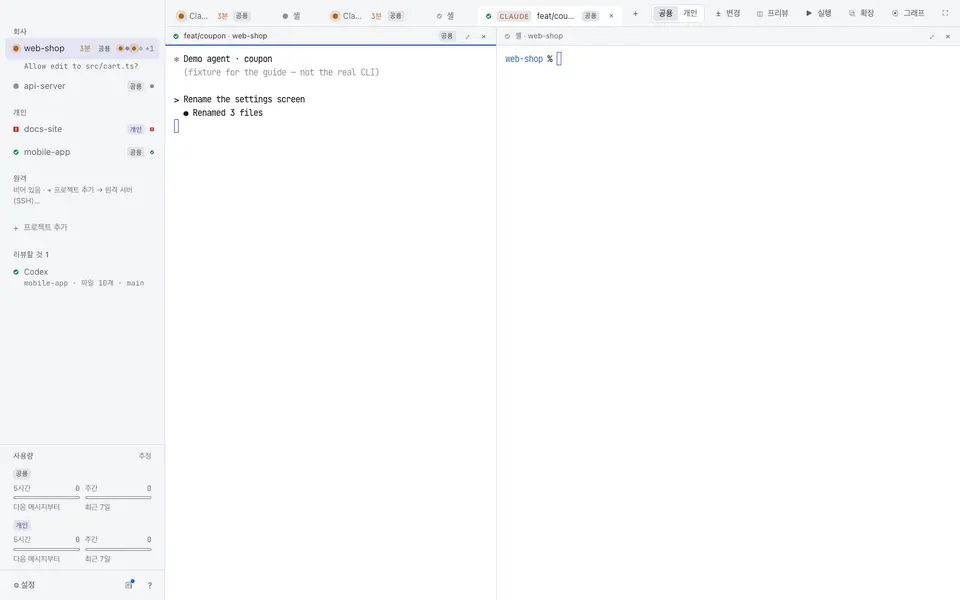 회사
web-shop 3분 공용 +1
Allow edit to src/cart.ts?
api-server 공용
개인
docs-site 개인
mobile-app 공용
원격
비어 있음 · + 프로젝트 추가 → 원격 서버
(SSH)…
+ 프로젝트 추가
리뷰할 것 1
Codex
mobile-app · 파일 10개 · main
사용량 추정
공용
5시간 0 주간 0
다음 메시지부터 최근 7일
개인
5시간 0 주간 0
다음 메시지부터 최근 7일
설정 ?
Cla… 3분 공용 셸 Cla… 3분 공용 셸 CLAUDE feat/cou… 공용 × + 공용 개인 변경 프리뷰 실행 확장 그래프
feat/coupon · web-shop 공용 ×
Demo agent · coupon
(fixture for the guide — not the real CLI)
> Rename the settings screen
● Renamed 3 files
셸 · web-shop ×
web-shop %